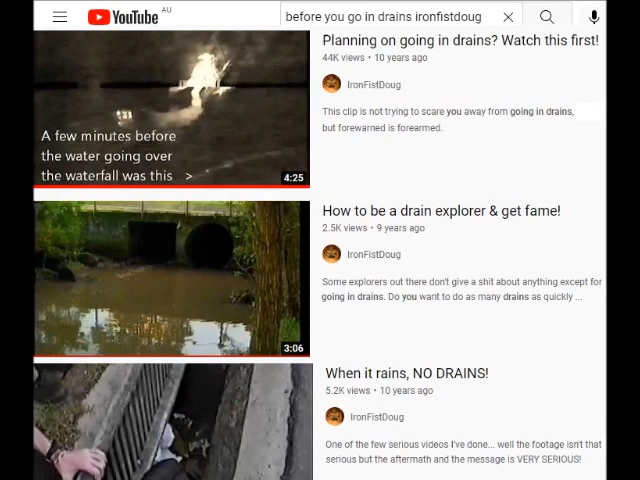 YouTube AU
before you go in drains ironfistdoug
Planning on going in drains? Watch this first!
44K views • 10 years ago
IronFistDoug
This clip is not trying to scare you away from going in drains,
but forewarned is forearmed.
A few minutes before
the water going over
the waterfall was this >
4:25
How to be a drain explorer & get fame!
2.5K views • 9 years ago
IronFistDoug
Some explorers out there don't give a shit about anything except for
going in drains. Do you want to do as many drains as quickly ...
3:06
When it rains, NO DRAINS!
5.2K views • 10 years ago
IronFistDoug
One of the few serious videos I've done... well the footage isn't that
serious but the aftermath and the message is VERY SERIOUS!